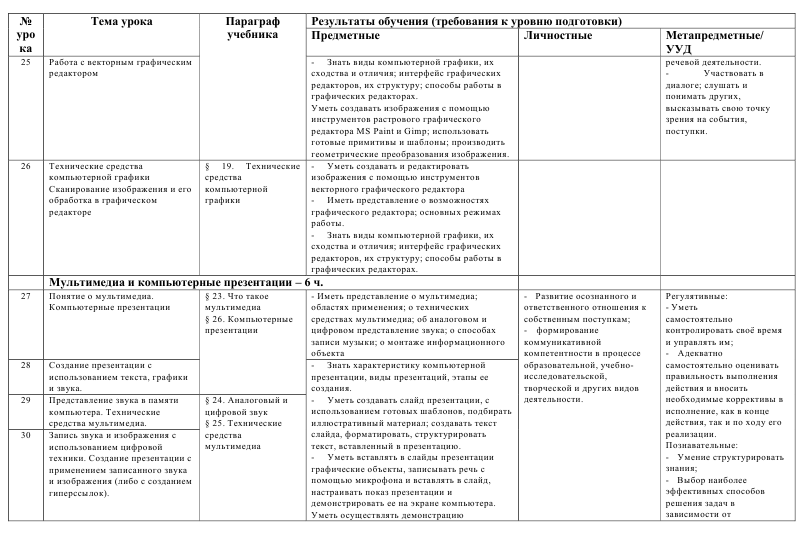 № уро ка
Тема урока
Параграф учебника
Результаты обучения (требования к уровню подготовки)
Предметные
Личностные
Метапредметные/ УУД
25
Работа с векторным графическим
редактором
- Знать виды компьютерной графики, их
сходства и отличия; интерфейс графических
редакторов, их структуру; способы работы в
графических редакторах.
Уметь создавать изображения с помощью
инструментов растрового графического
редактора MS Paint и Gimp; использовать
готовые примитивы и шаблоны; производить
геометрические преобразования изображения.
речевой деятельности.
- Участвовать в
диалоге; слушать и
понимать других,
высказывать свою точку
зрения на события,
поступки.
26
Технические средства
компьютерной графики
Сканирование изображения и его
обработка в графическом
редакторе
§ 19. Технические
средства
компьютерной
графики
- Уметь создавать и редактировать
изображения с помощью инструментов
векторного графического редактора
- Иметь представление о возможностях
графического редактора; основных режимах
работы.
- Знать виды компьютерной графики, их
сходства и отличия; интерфейс графических
редакторов, их структуру; способы работы в
графических редакторах.
Мультимедиа и компьютерные презентации – 6 ч.
27
Понятие о мультимедиа.
Компьютерные презентации
§ 23. Что такое
мультимедиа
§ 26. Компьютерные
презентации
- Иметь представление о мультимедиа;
областях применения; о технических
средствах мультимедиа; об аналоговом и
цифровом представление звука; о способах
записи музыки; о монтаже информационного
объекта
- Развитие осознанного и
ответственного отношения к
собственным поступкам;
- формирование
коммуникативной
компетентности в процессе
образовательной, учебно-
исследовательской,
творческой и других видов
деятельности.
Регулятивные:
- Уметь
самостоятельно
контролировать своё время
и управлять им;
- Адекватно
самостоятельно оценивать
правильность выполнения
действия и вносить
необходимые коррективы в
исполнение, как в конце
действия, так и по ходу его
реализации.
Познавательные:
- Умение структурировать
знания;
- Выбор наиболее
эффективных способов
решения задач в
зависимости от
28
Создание презентации с
использованием текста, графики
и звука.
- Знать характеристику компьютерной
презентации, виды презентаций, этапы ее
создания.
29
Представление звука в памяти
компьютера. Технические
средства мультимедиа.
§ 24. Аналоговый и
цифровой звук
§ 25. Технические
средства
мультимедиа
- Уметь создавать слайд презентации, с
использованием готовых шаблонов, подбирать
иллюстративный материал; создавать текст
слайда, форматировать, структурировать
текст, вставленный в презентацию.
- Уметь вставлять в слайды презентации
графические объекты, записывать речь с
помощью микрофона и вставлять в слайд,
настраивать показ презентации и
демонстрировать ее на экране компьютера.
Уметь осуществлять демонстрацию
30
Запись звука и изображения с
использованием цифровой
техники. Создание презентации с
применением записанного звука
и изображения (либо с созданием
гиперссылок).